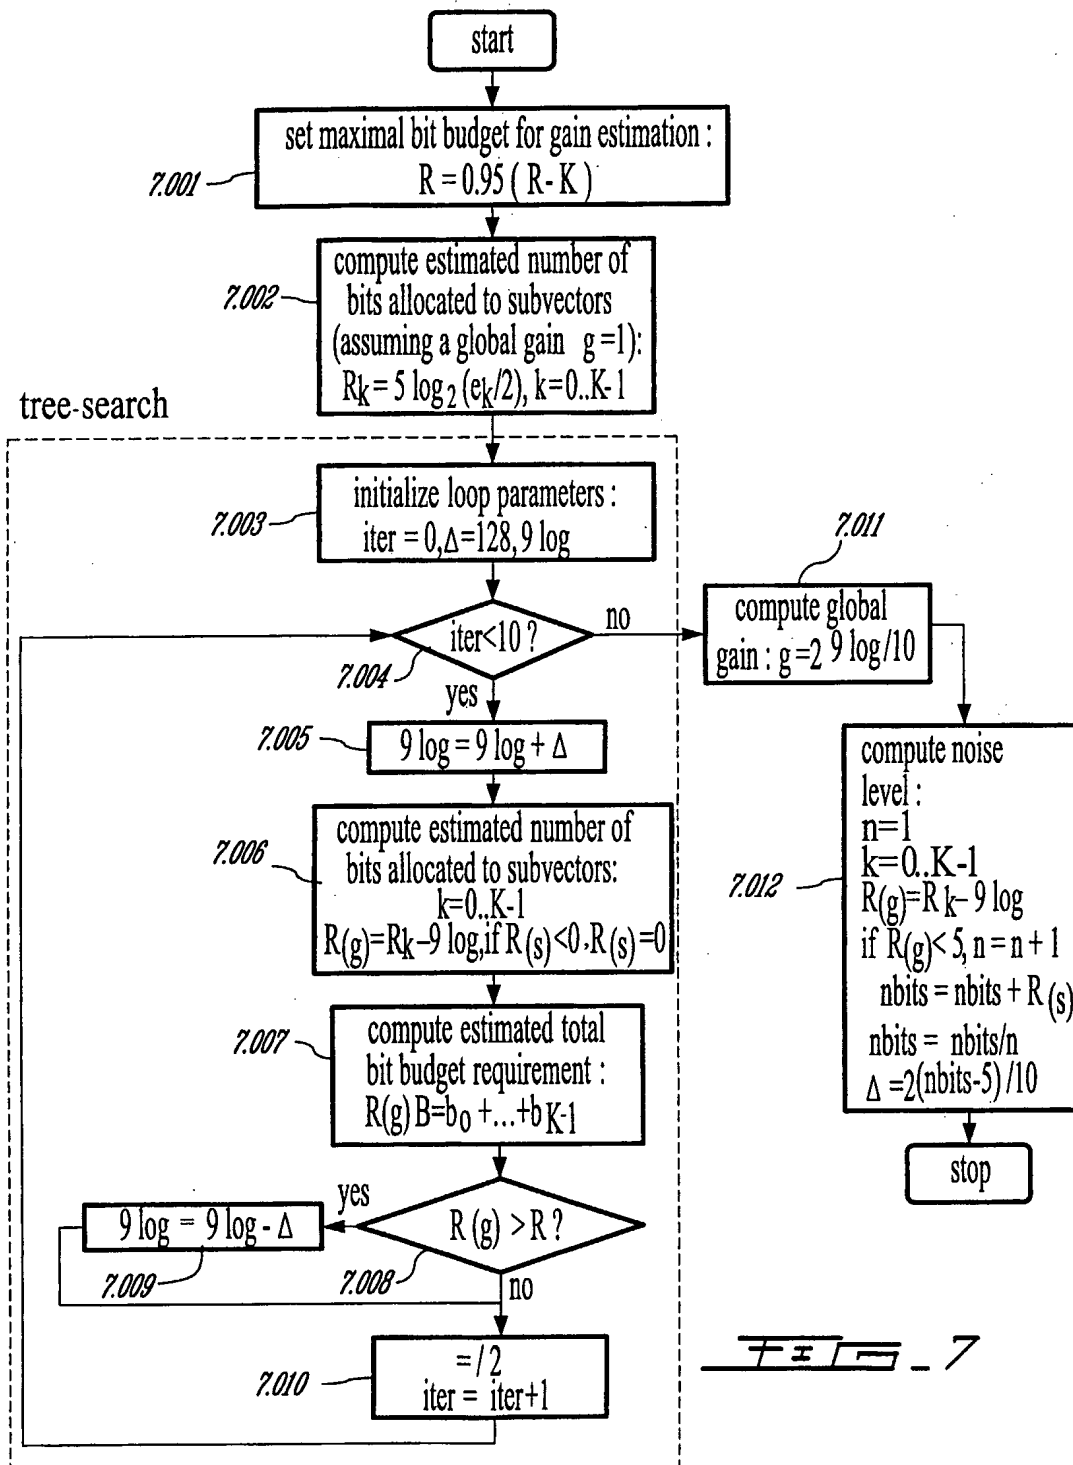 start
set maximal bit budget for gain estimation :
R = 0.95 ( R - K )
7.001
compute estimated number of
bits allocated to subvectors
(assuming a global gain g =1):
Rk = 5 log2 (ek/2), k=0..K-1
7.002
tree-search
initialize loop parameters :
iter = 0, Δ=128, 9 log
7.003
iter<10 ?
7.004
no
yes
7.011
compute global
gain : g=2 9 log/10
9 log = 9 log + Δ
7.005
compute estimated number of
bits allocated to subvectors:
k=0..K-1
R(g)=Rk-9 log,if R(s)<0,R(s)=0
7.006
compute noise
level :
n=1
k=0..K-1
R(g)=Rk-9 log
if R(g)<5, n = n + 1
nbits = nbits + R(s)
nbits = nbits/n
Δ =2(nbits-5)/10
7.012
compute estimated total
bit budget requirement :
R(g) B=b0 +...+bK-1
7.007
stop
R (g) >R ?
7.008
yes
9 log = 9 log - Δ
7.009
no
= / 2
iter = iter+1
7.010
FIG_7